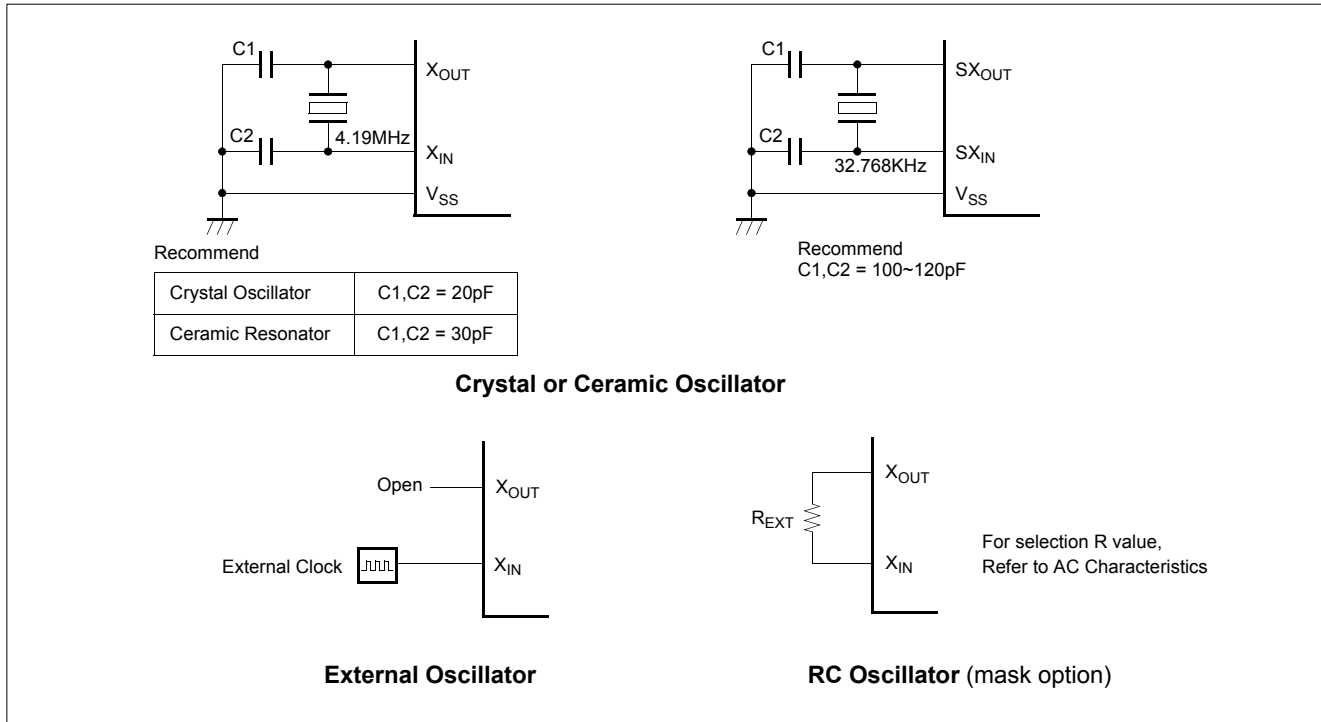 C1
XOUT
C2
4.19MHz
XIN
VSS
Recommend
Crystal Oscillator C1,C2 = 20pF
Ceramic Resonator C1,C2 = 30pF
C1
SXOUT
C2
32.768KHz
SXIN
VSS
Recommend
C1,C2 = 100~120pF
Crystal or Ceramic Oscillator
Open
XOUT
External Clock
XIN
External Oscillator
XOUT
REXT
XIN
For selection R value,
Refer to AC Characteristics
RC Oscillator (mask option)